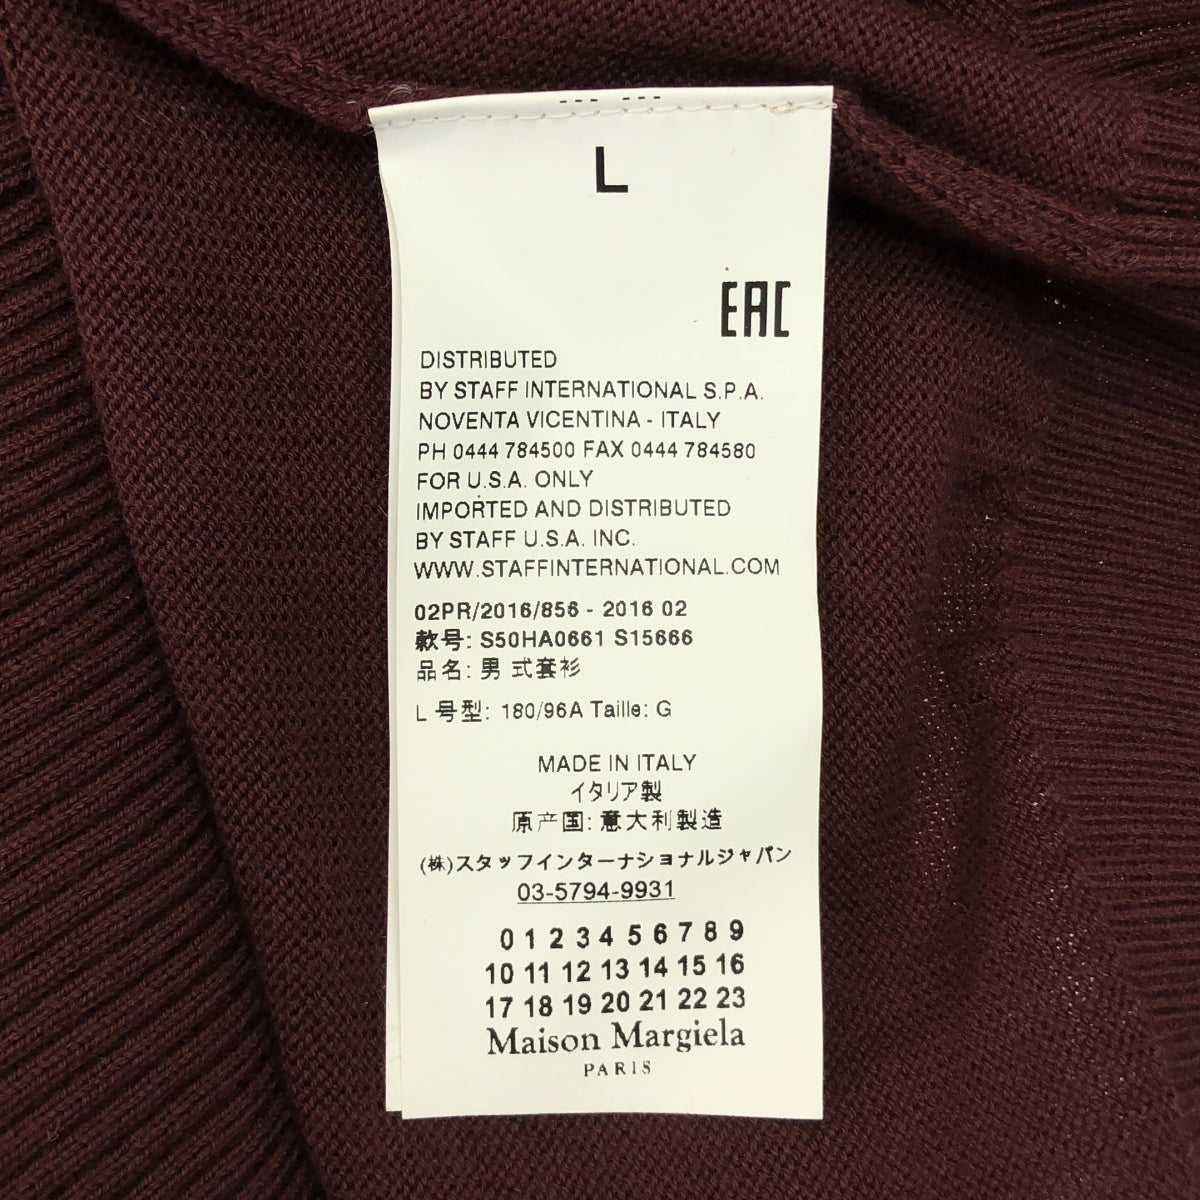 L
EAC
DISTRIBUTED
BY STAFF INTERNATIONAL S.P.A.
NOVENTA VICENTINA - ITALY
PH 0444 784500 FAX 0444 784580
FOR U.S.A. ONLY
IMPORTED AND DISTRIBUTED
BY STAFF U.S.A. INC.
WWW.STAFFINTERNATIONAL.COM
02PR/2016/856 - 2016 02
款号: S50HA0661 S15666
品名: 男 式套衫
L 号型: 180/96A Taille: G
MADE IN ITALY
イタリア製
原产国: 意大利製造
(株)スタッフインターナショナルジャパン
03-5794-9931
0 1 2 3 4 5 6 7 8 9
10 11 12 13 14 15 16
17 18 19 20 21 22 23
Maison Margiela
PARIS